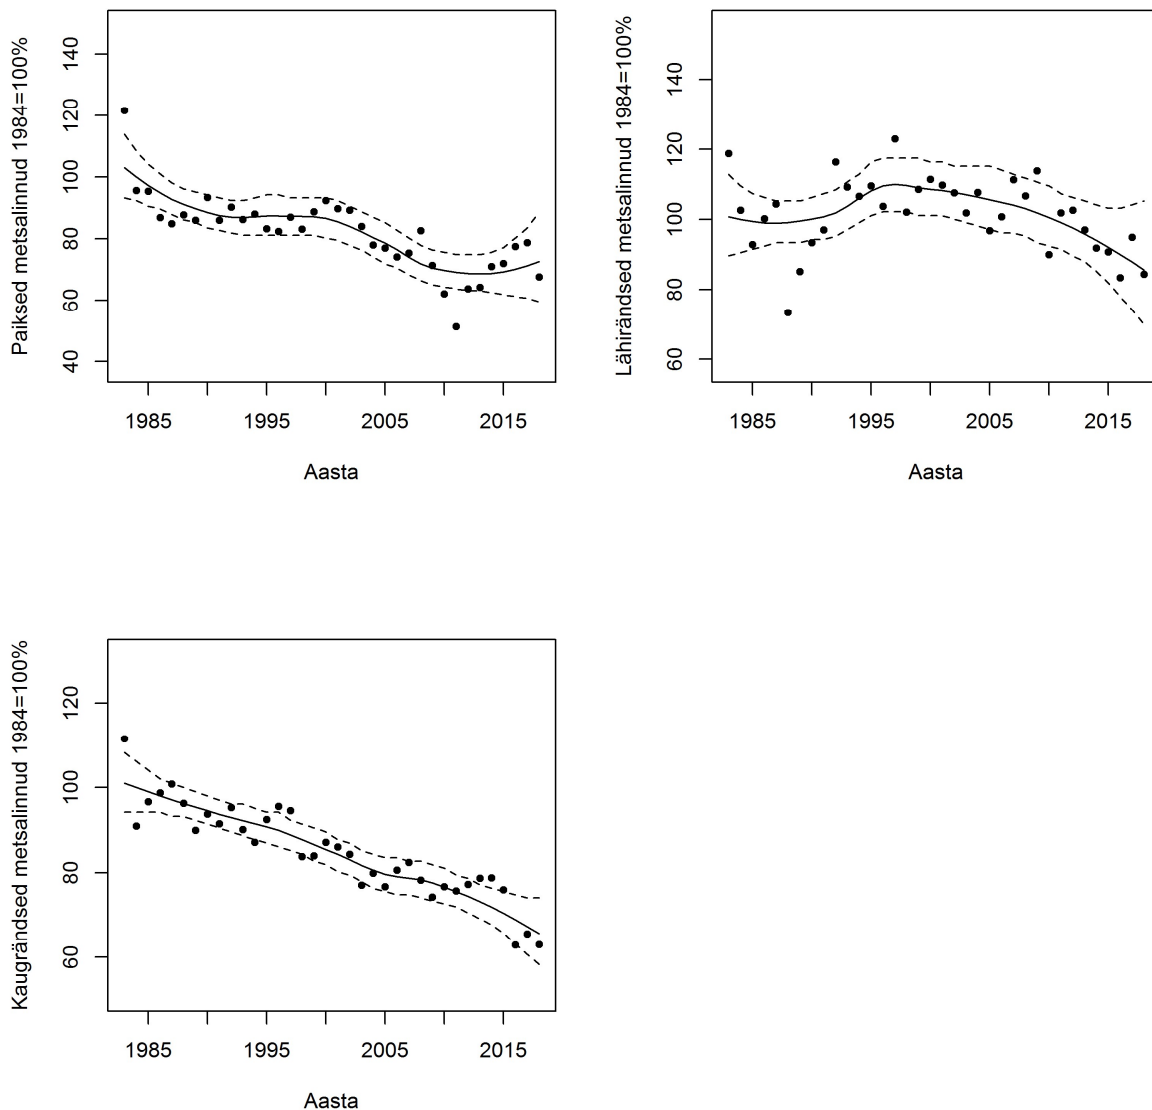 Paiksed metsalinnud 1984=100%
140
120
100
80
60
40
1985 1995 2005 2015
Aasta
Lähirändsed metsalinnud 1984=100%
140
120
100
80
60
1985 1995 2005 2015
Aasta
Kaugrändsed metsalinnud 1984=100%
120
100
80
60
1985 1995 2005 2015
Aasta